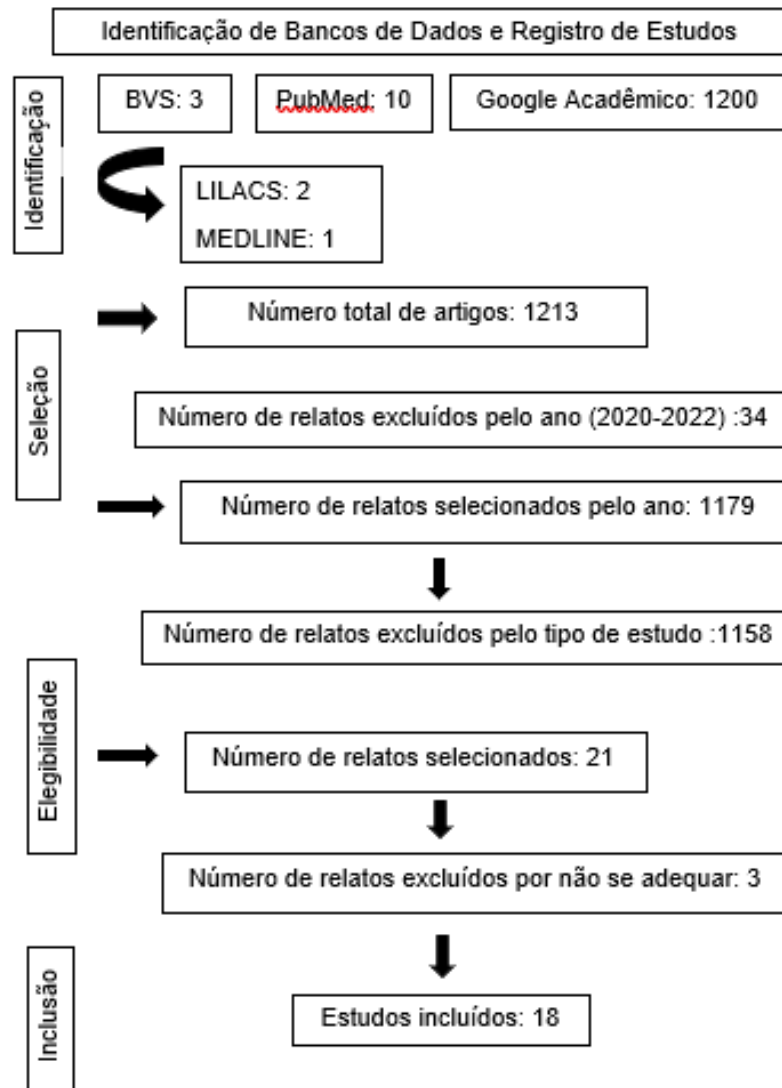 Identificação de Bancos de Dados e Registro de Estudos
Identificação
BVS: 3
PubMed: 10
Google Acadêmico: 1200
LILACS: 2
MEDLINE: 1
Seleção
Número total de artigos: 1213
Número de relatos excluídos pelo ano (2020-2022) :34
Número de relatos selecionados pelo ano: 1179
Número de relatos excluídos pelo tipo de estudo :1158
Elegibilidade
Número de relatos selecionados: 21
Número de relatos excluídos por não se adequar: 3
Inclusão
Estudos incluídos: 18